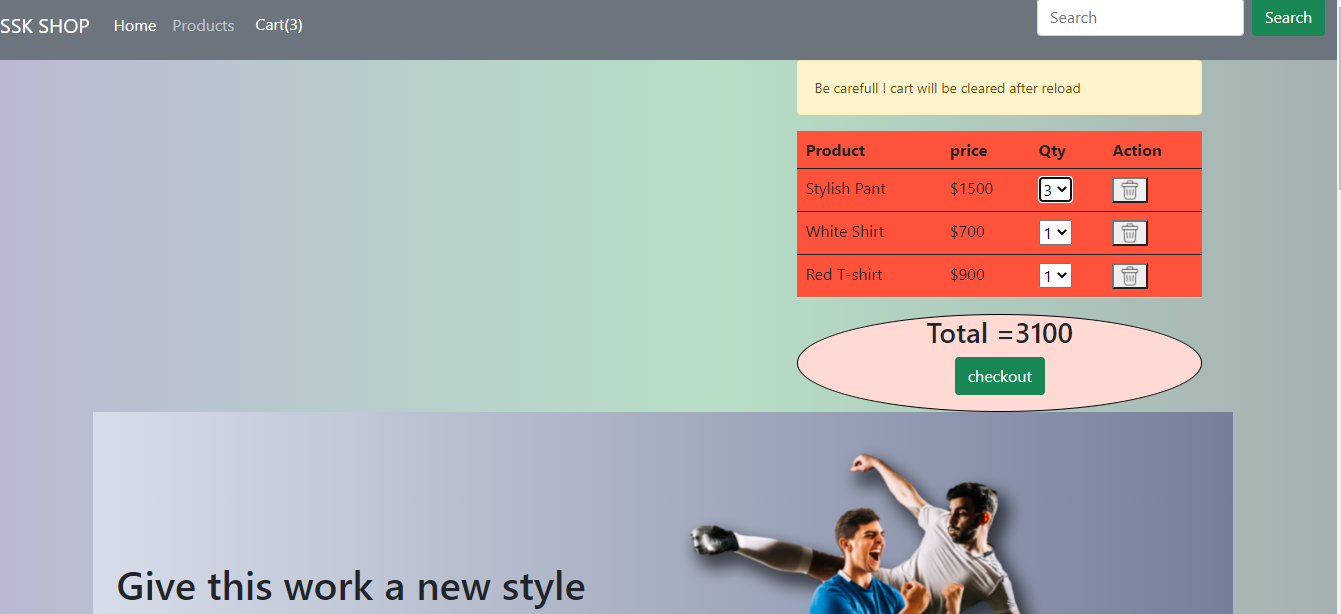 SSK SHOP Home Products Cart(3) Search Search
Be carefull ! cart will be cleared after reload
Product price Qty Action
Stylish Pant $1500 3
White Shirt $700 1
Red T-shirt $900 1
Total =3100
checkout
Give this work a new style